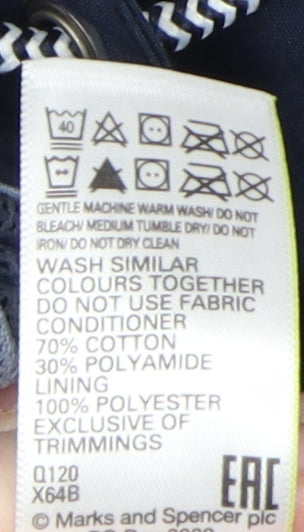 40
GENTLE MACHINE WARM WASH/ DO NOT
BLEACH/ MEDIUM TUMBLE DRY/ DO NOT
IRON/ DO NOT DRY CLEAN
WASH SIMILAR
COLOURS TOGETHER
DO NOT USE FABRIC
CONDITIONER
70% COTTON
30% POLYAMIDE
LINING
100% POLYESTER
EXCLUSIVE OF
TRIMMINGS
Q120
X64B
EAC
© Marks and Spencer plc